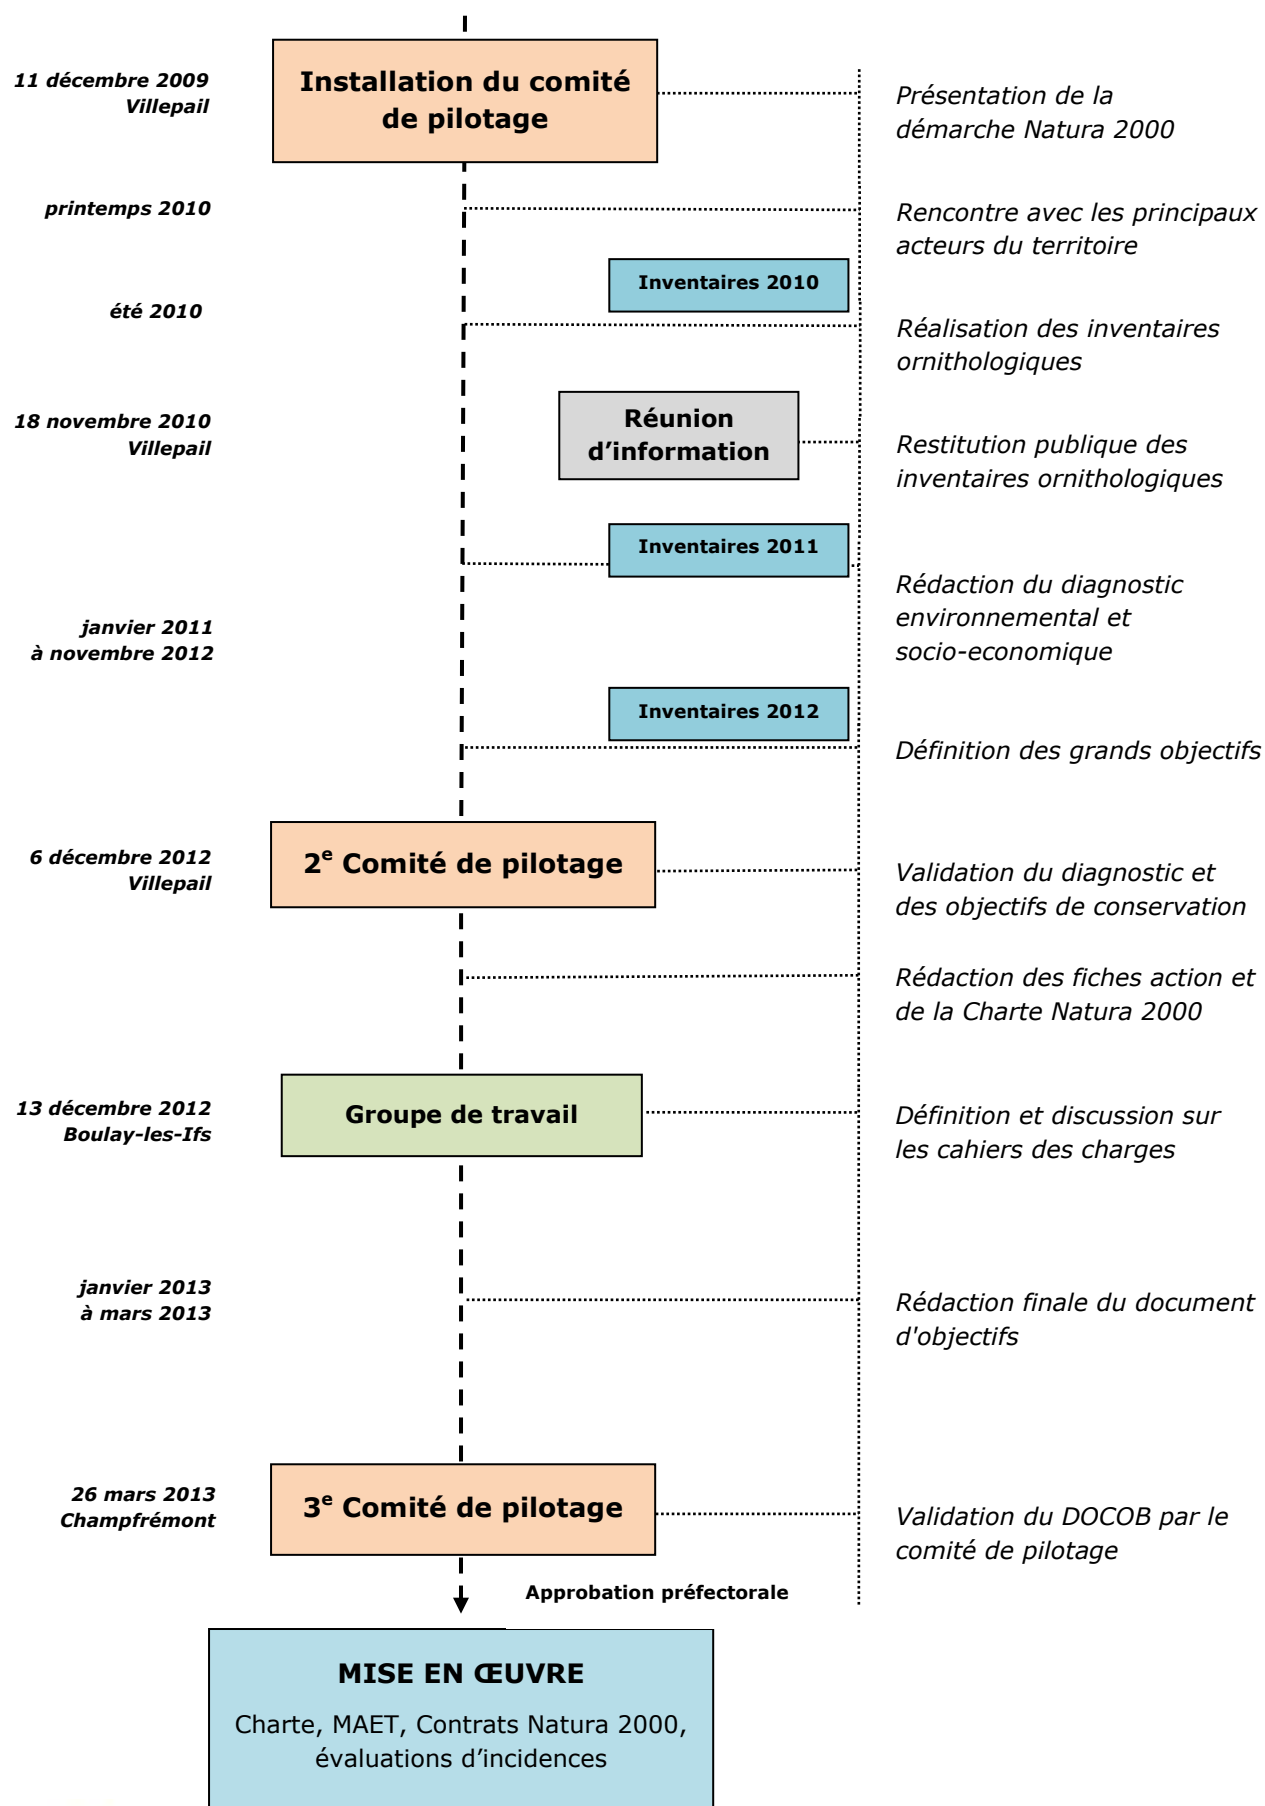 11 décembre 2009
Villepail
Installation du comité
de pilotage
Présentation de la
démarche Natura 2000
printemps 2010
Rencontre avec les principaux
acteurs du territoire
Inventaires 2010
été 2010
Réalisation des inventaires
ornithologiques
18 novembre 2010
Villepail
Réunion
d’information
Restitution publique des
inventaires ornithologiques
Inventaires 2011
Rédaction du diagnostic
environnemental et
socio-economique
janvier 2011
à novembre 2012
Inventaires 2012
Définition des grands objectifs
6 décembre 2012
Villepail
2e Comité de pilotage
Validation du diagnostic et
des objectifs de conservation
Rédaction des fiches action et
de la Charte Natura 2000
13 décembre 2012
Boulay-les-Ifs
Groupe de travail
Définition et discussion sur
les cahiers des charges
janvier 2013
à mars 2013
Rédaction finale du document
d'objectifs
26 mars 2013
Champfrémont
3e Comité de pilotage
Validation du DOCOB par le
comité de pilotage
Approbation préfectorale
MISE EN ŒUVRE
Charte, MAET, Contrats Natura 2000,
évaluations d’incidences